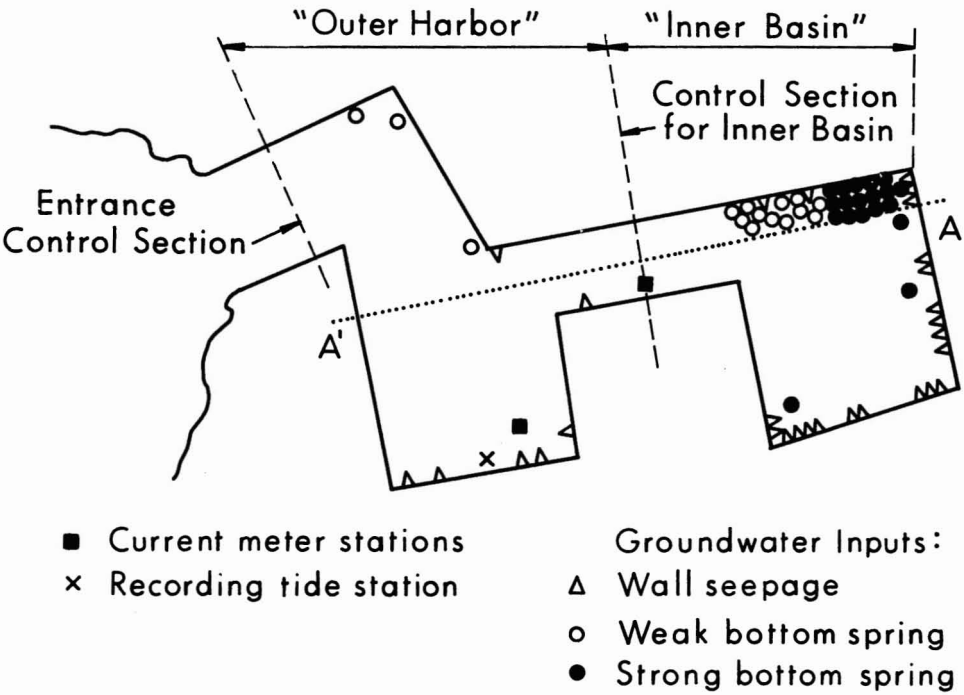 "Outer Harbor"
"Inner Basin"
Control Section
for Inner Basin
Entrance
Control Section
A
A'
Current meter stations
Recording tide station
Groundwater Inputs:
Wall seepage
Weak bottom spring
Strong bottom spring